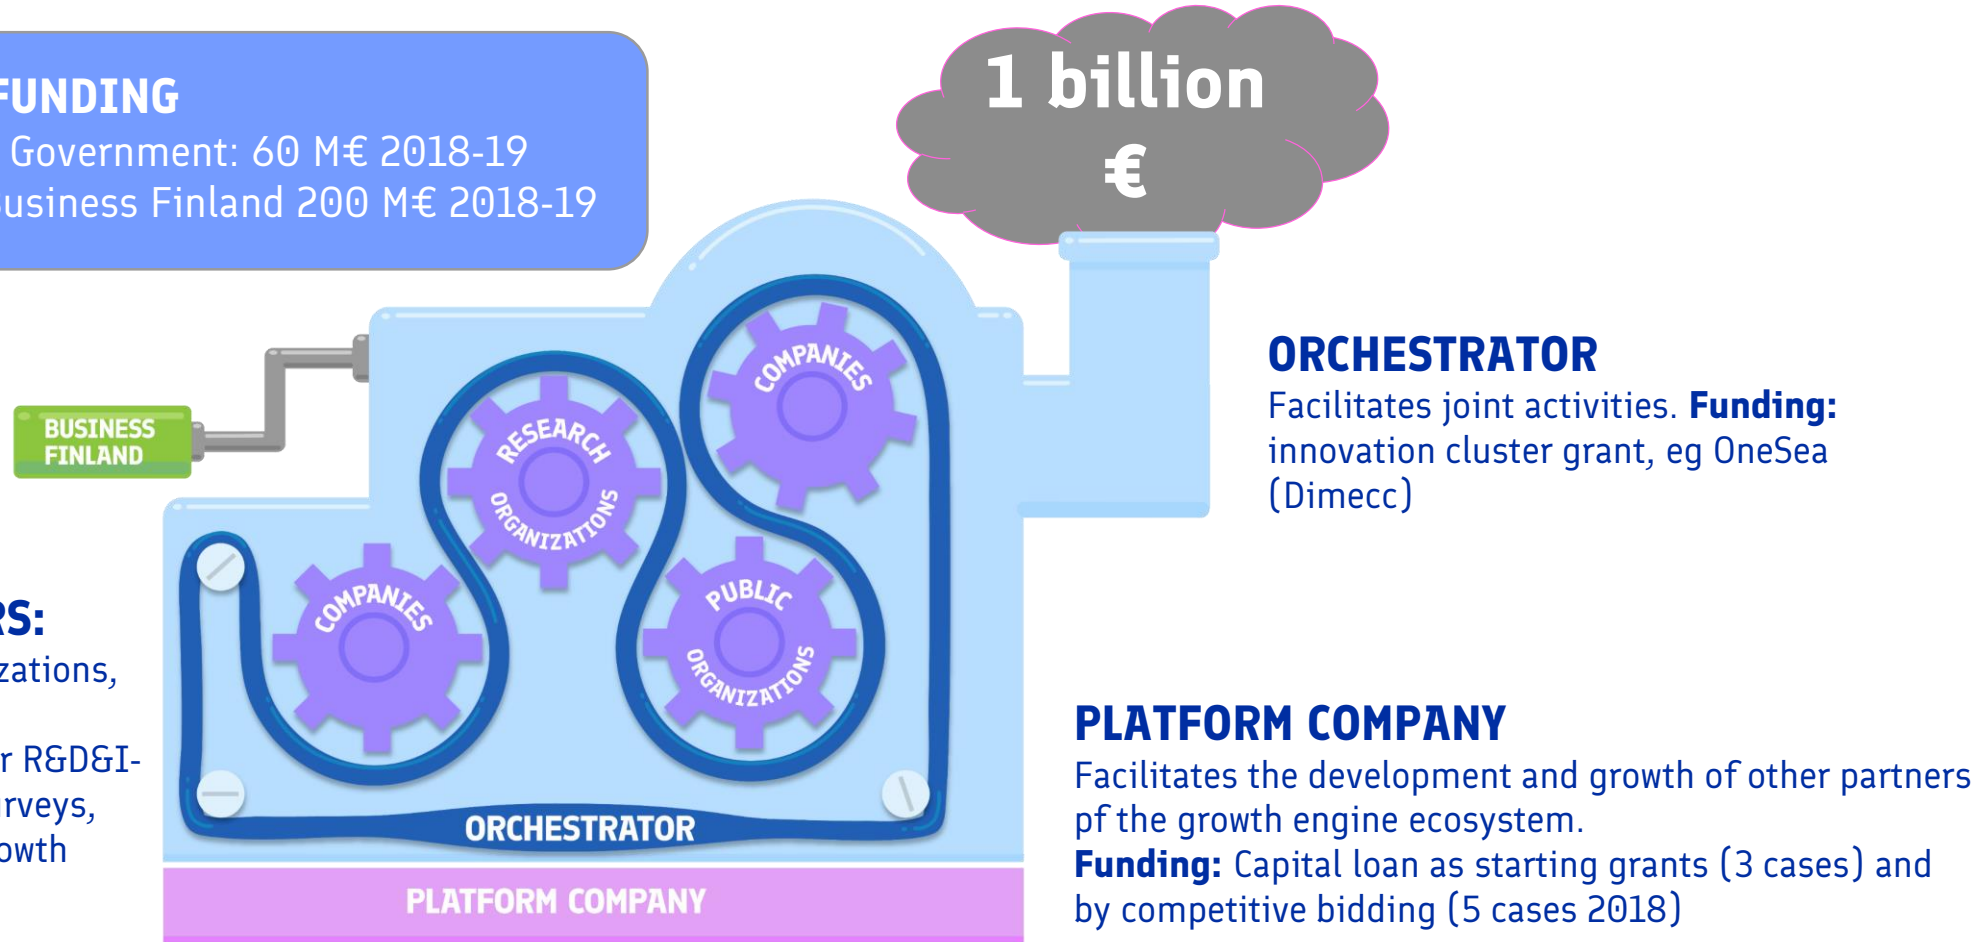 FUNDING
Government: 60 M€ 2018-19
Business Finland 200 M€ 2018-19
1 billion
€
BUSINESS
FINLAND
COMPANIES
RESEARCH
ORGANIZATIONS
COMPANIES
PUBLIC
ORGANIZATIONS
ORCHESTRATOR
PLATFORM COMPANY
RS:
zations,
r R&D&I-
urveys,
owth
ORCHESTRATOR
Facilitates joint activities. Funding:
innovation cluster grant, eg OneSea
(Dimecc)
PLATFORM COMPANY
Facilitates the development and growth of other partners
pf the growth engine ecosystem.
Funding: Capital loan as starting grants (3 cases) and
by competitive bidding (5 cases 2018)